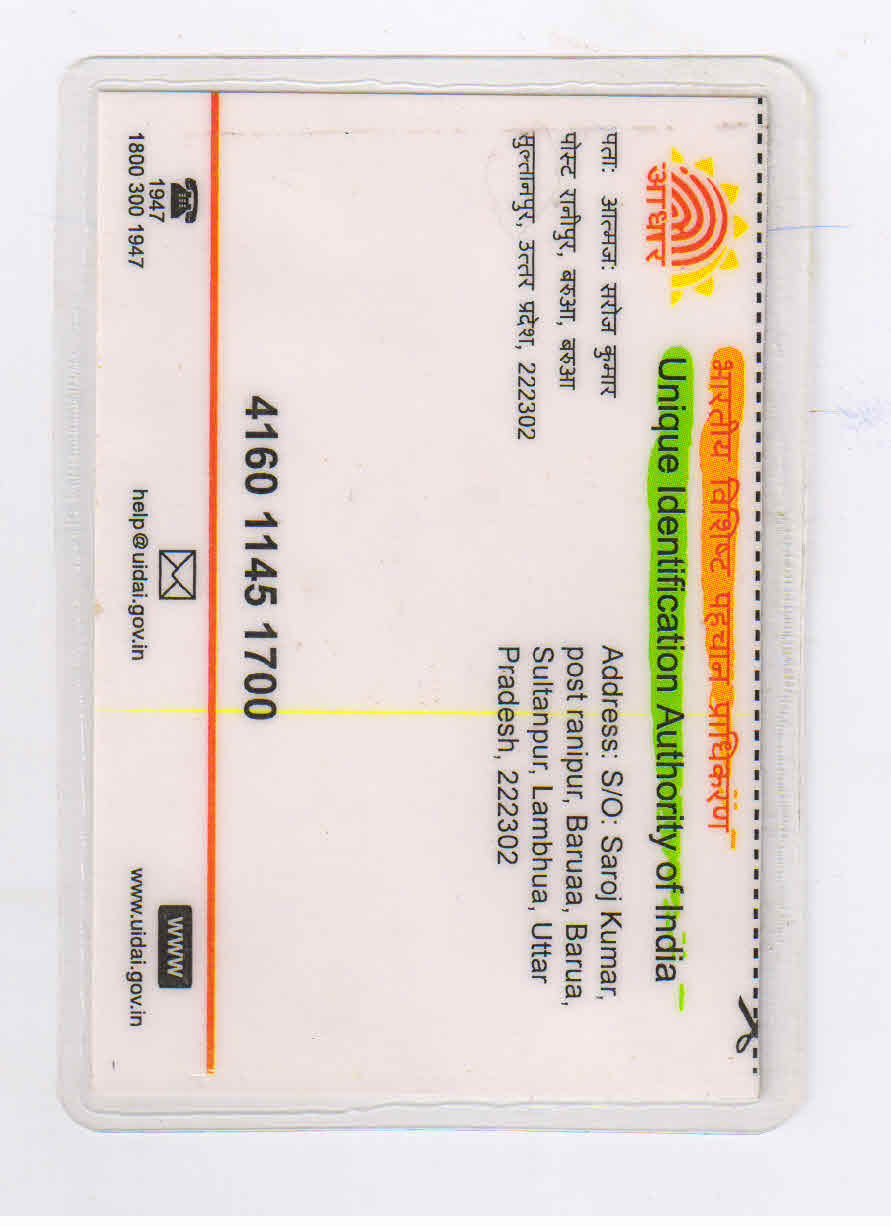 आधार
भारतीय विशिष्ट पहचान प्राधिकरण
Unique Identification Authority of India
पता: आत्मज: सरोज कुमार
पोस्ट रानीपुर, बरुआ, बरुआ
सुल्तानपुर, उत्तर प्रदेश, 222302
Address: S/O: Saroj Kumar,
post ranipur, Baruaa, Barua,
Sultanpur, Lambhua, Uttar
Pradesh, 222302
4160 1145 1700
1947
1800 300 1947
help@uidai.gov.in
WWW
www.uidai.gov.in